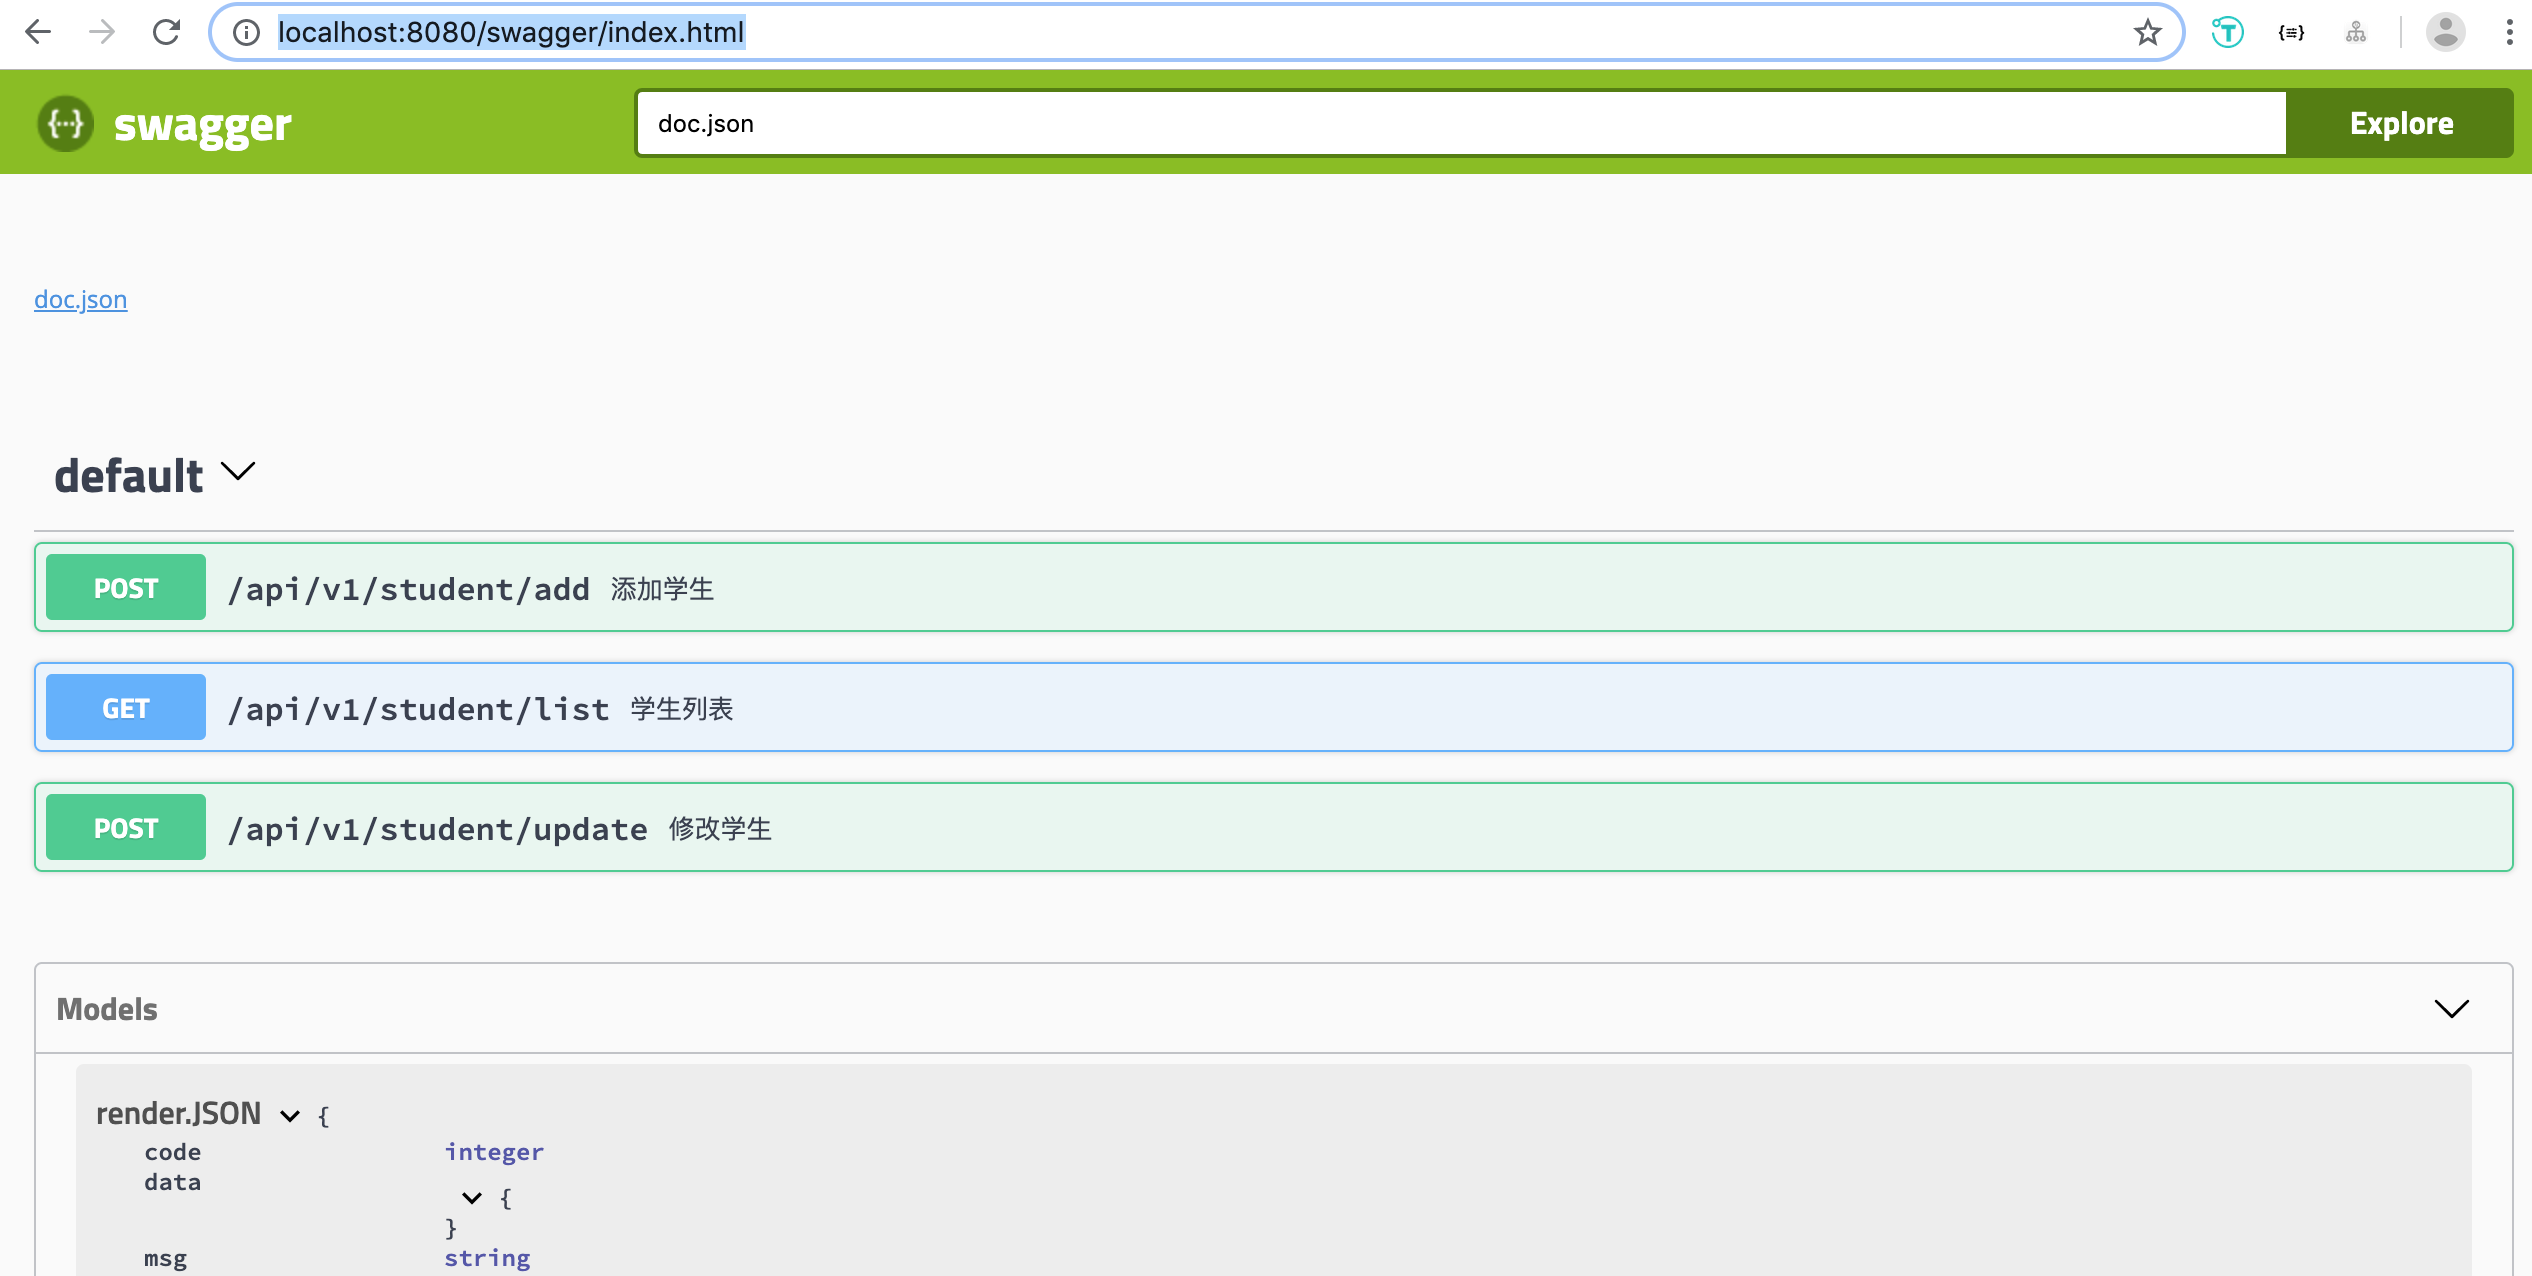 localhost:8080/swagger/index.html
{···} swagger
doc.json
Explore
doc.json
default
POST /api/v1/student/add 添加学生
GET /api/v1/student/list 学生列表
POST /api/v1/student/update 修改学生
Models
render.JSON {
code integer
data
{
}
msg string